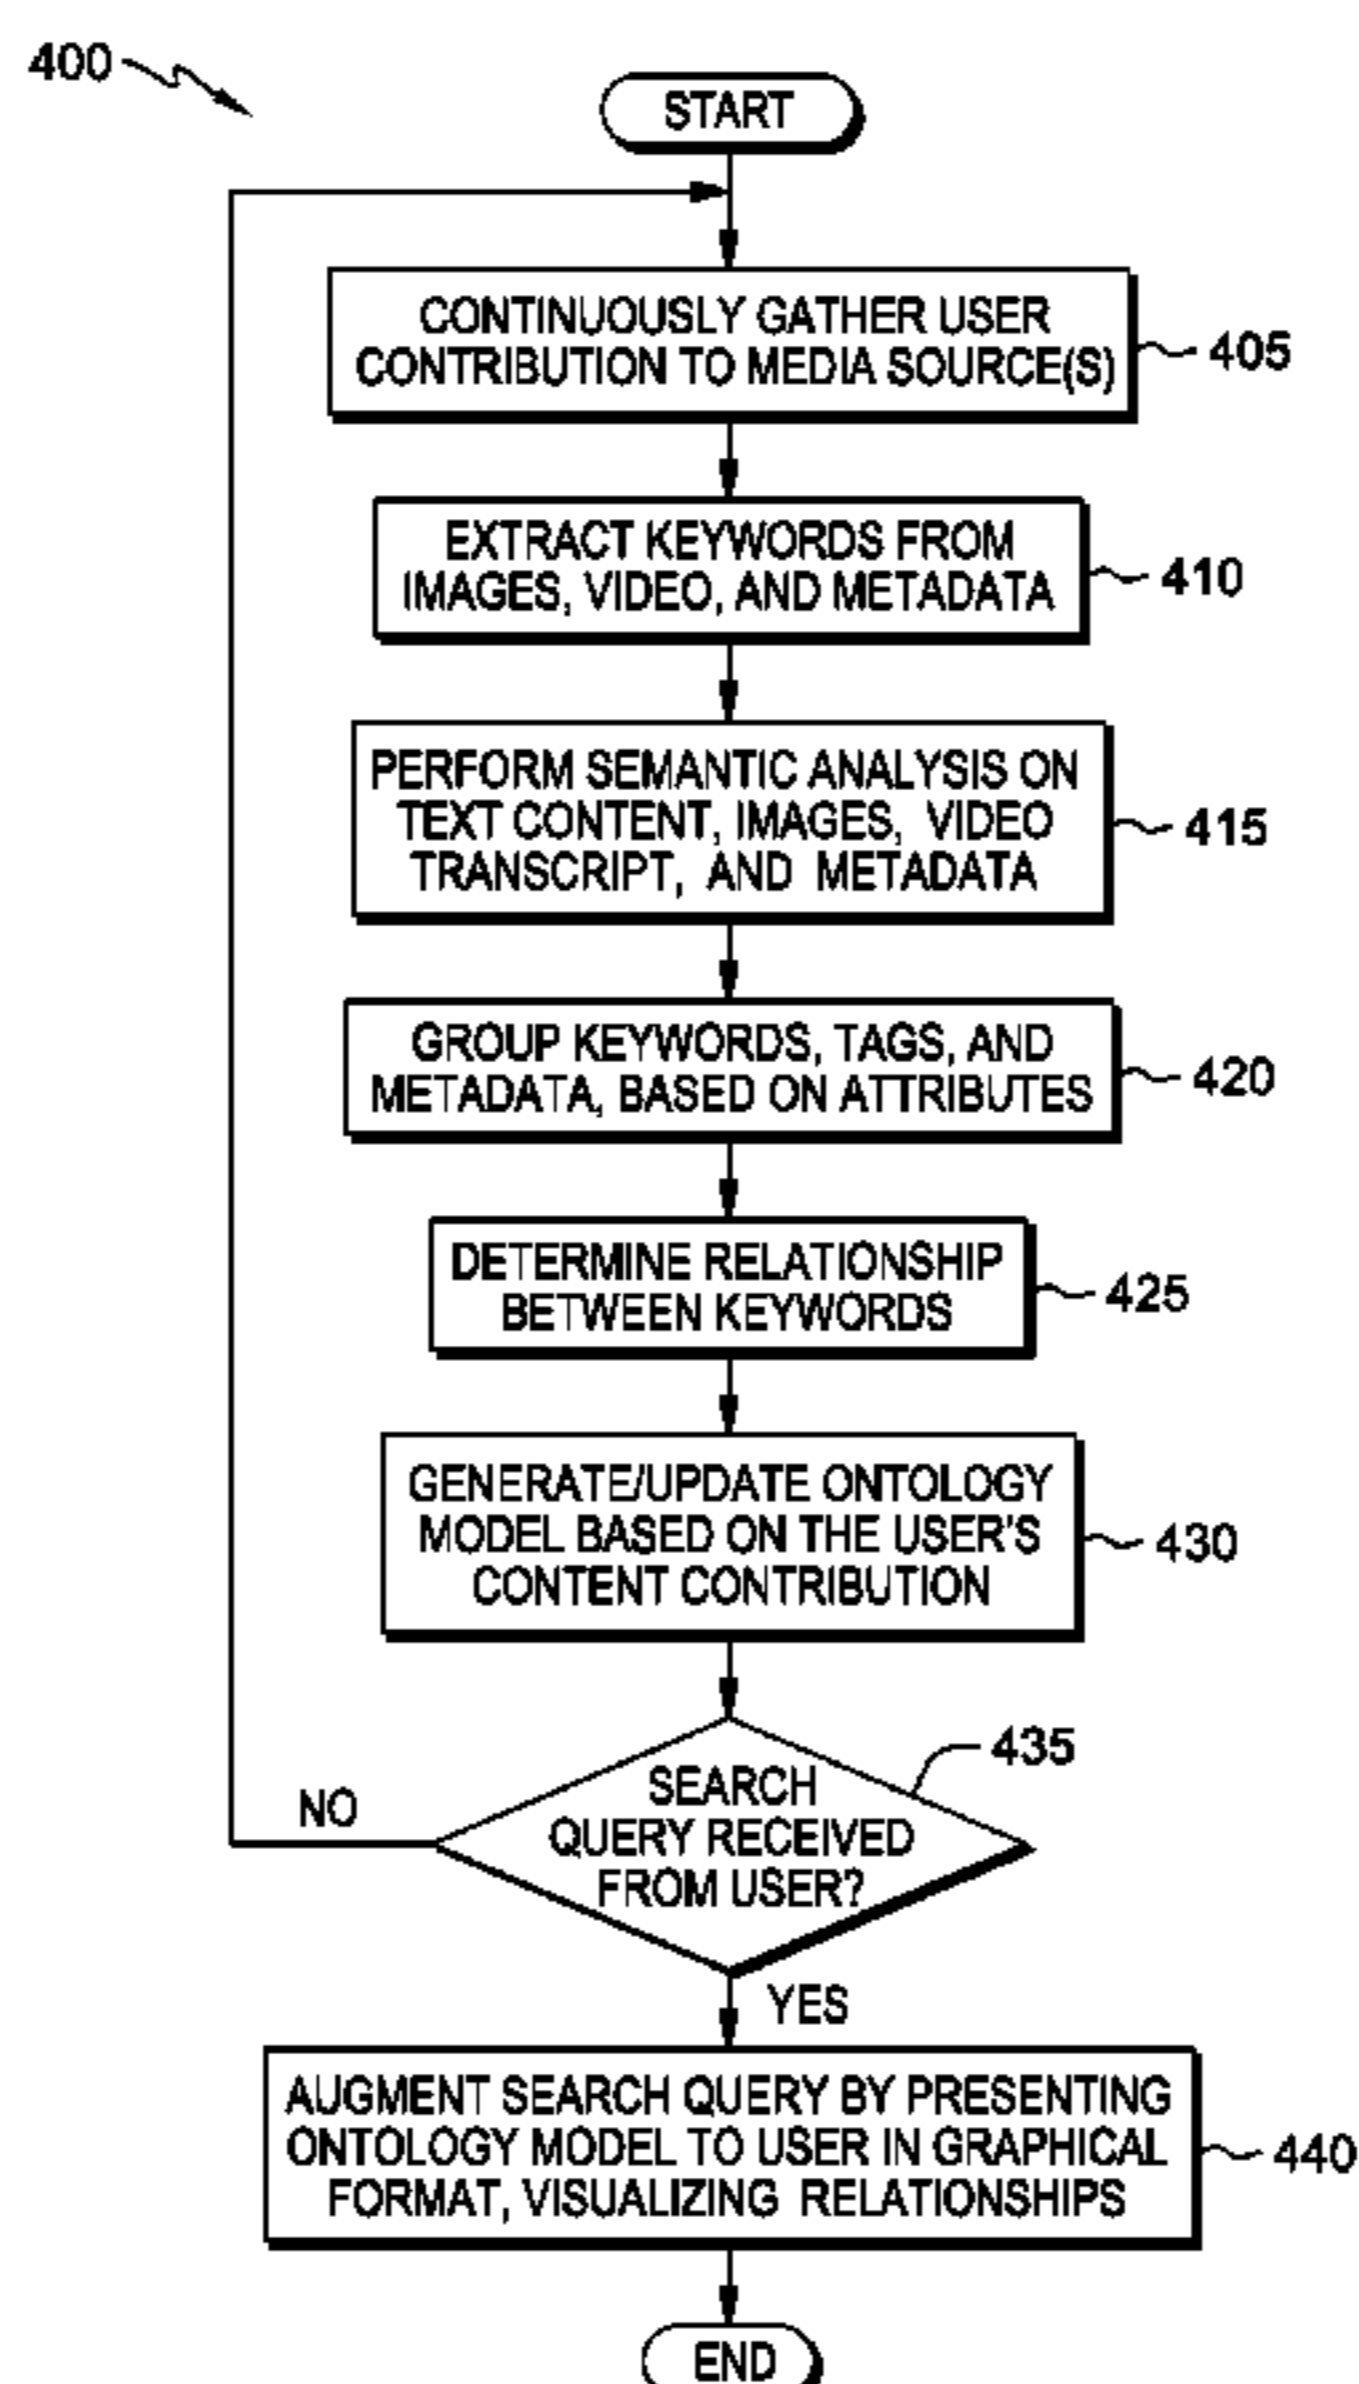 400
START
CONTINUOUSLY GATHER USER
CONTRIBUTION TO MEDIA SOURCE(S)
405
EXTRACT KEYWORDS FROM
IMAGES, VIDEO, AND METADATA
410
PERFORM SEMANTIC ANALYSIS ON
TEXT CONTENT, IMAGES, VIDEO
TRANSCRIPT, AND METADATA
415
GROUP KEYWORDS, TAGS, AND
METADATA, BASED ON ATTRIBUTES
420
DETERMINE RELATIONSHIP
BETWEEN KEYWORDS
425
GENERATE/UPDATE ONTOLOGY
MODEL BASED ON THE USER'S
CONTENT CONTRIBUTION
430
SEARCH
QUERY RECEIVED
FROM USER?
435
NO
YES
AUGMENT SEARCH QUERY BY PRESENTING
ONTOLOGY MODEL TO USER IN GRAPHICAL
FORMAT, VISUALIZING RELATIONSHIPS
440
END